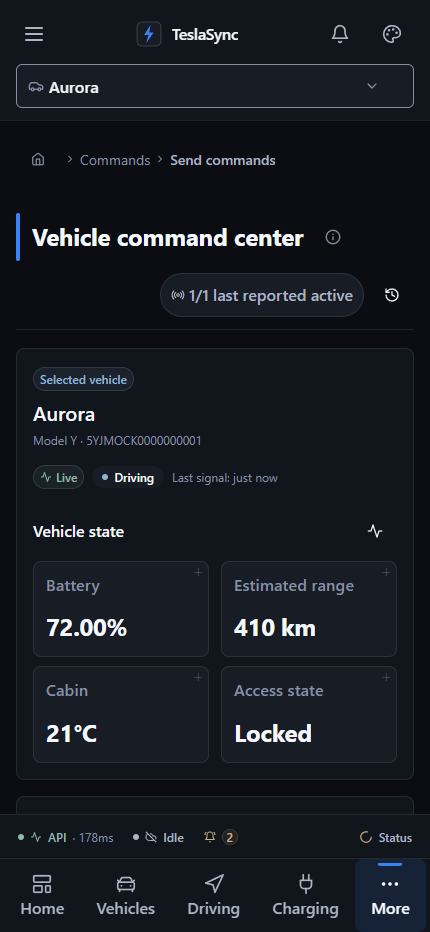 TeslaSync
Aurora
Commands > Send commands
Vehicle command center
1/1 last reported active
Selected vehicle
Aurora
Model Y · 5YJMOCK0000000001
Live Driving Last signal: just now
Vehicle state
Battery
72.00%
Estimated range
410 km
Cabin
21°C
Access state
Locked
API · 178ms Idle 2 Status
Home Vehicles Driving Charging More